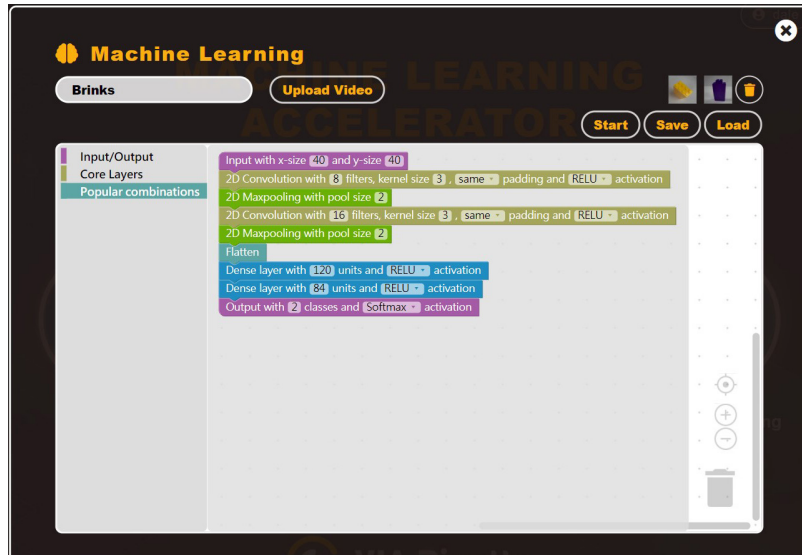 Machine Learning
MACHINE LEARNING
Brinks
Upload Video
ACCELERATOR
Start
Save
Load
Input/Output
Core Layers
Popular combinations
Input with x-size 40 and y-size 40
2D Convolution with 8 filters, kernel size 3 , same padding and RELU activation
2D Maxpooling with pool size 2
2D Convolution with 16 filters, kernel size 3 , same padding and RELU activation
2D Maxpooling with pool size 2
Flatten
Dense layer with 120 units and RELU activation
Dense layer with 84 units and RELU activation
Output with 2 classes and Softmax activation